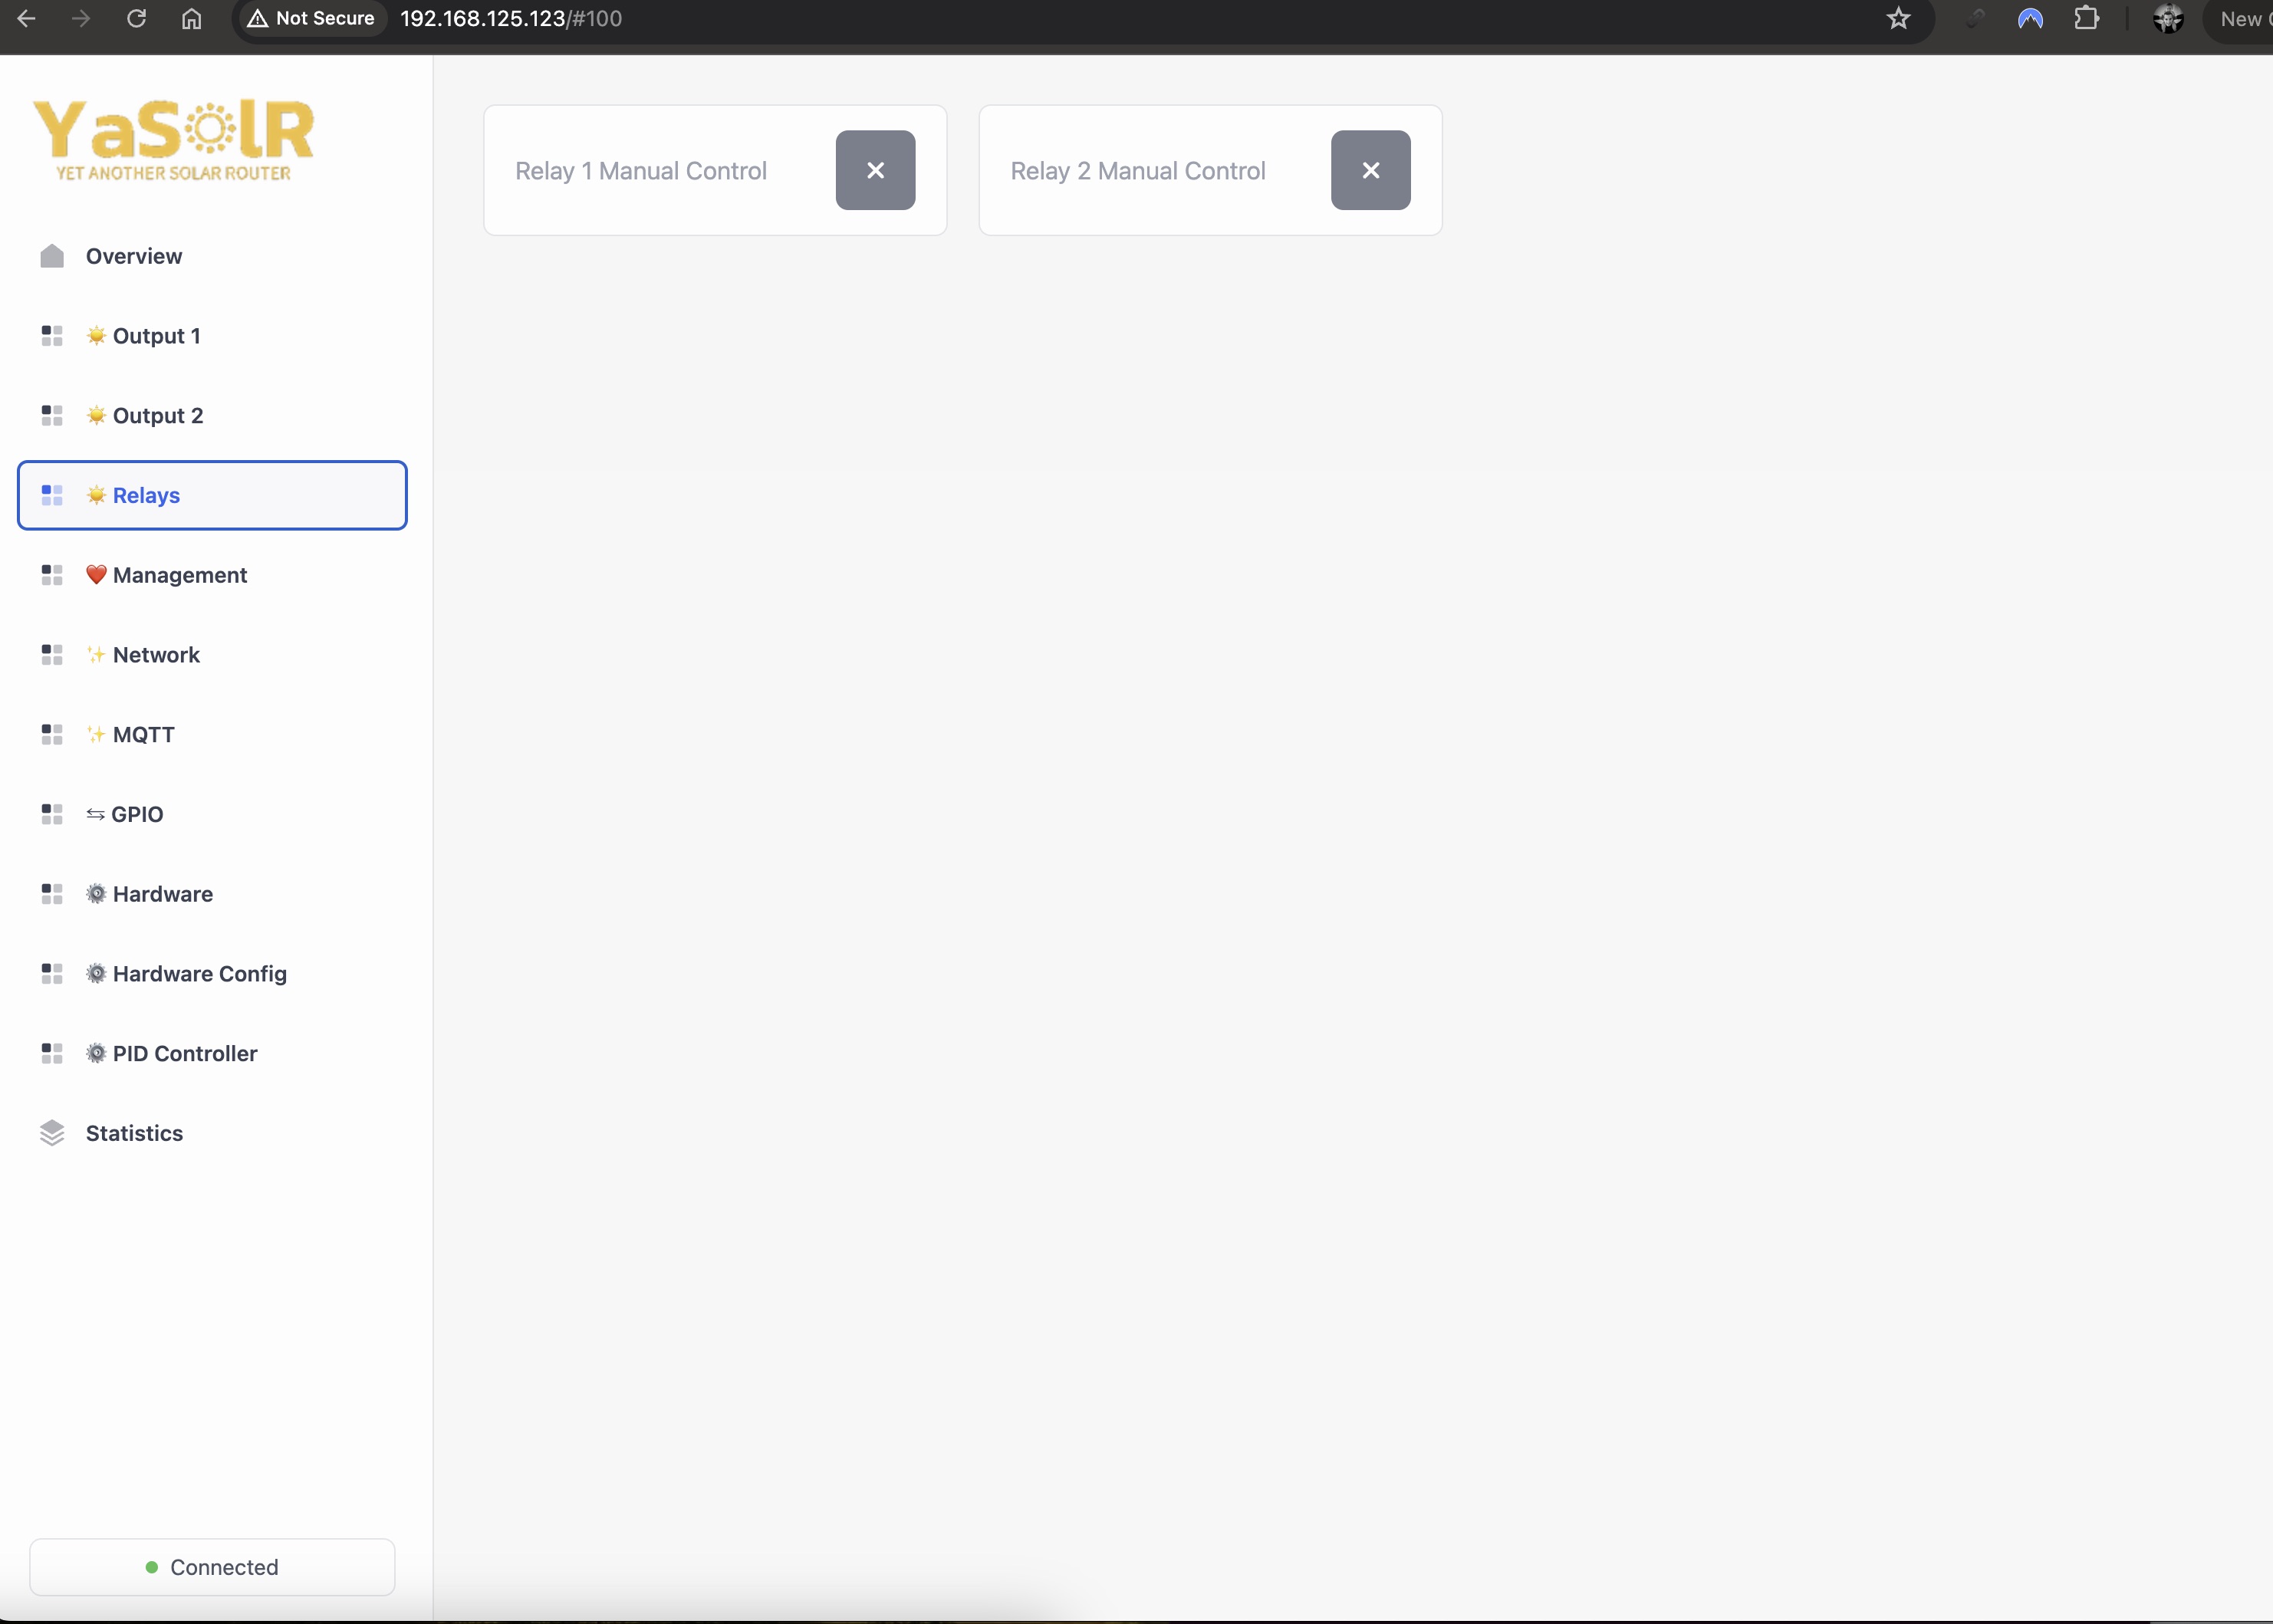 Not Secure 192.168.125.123/#100
New
YaSolR
YET ANOTHER SOLAR ROUTER
Overview
Output 1
Output 2
Relays
Management
Network
MQTT
GPIO
Hardware
Hardware Config
PID Controller
Statistics
Connected
Relay 1 Manual Control
Relay 2 Manual Control